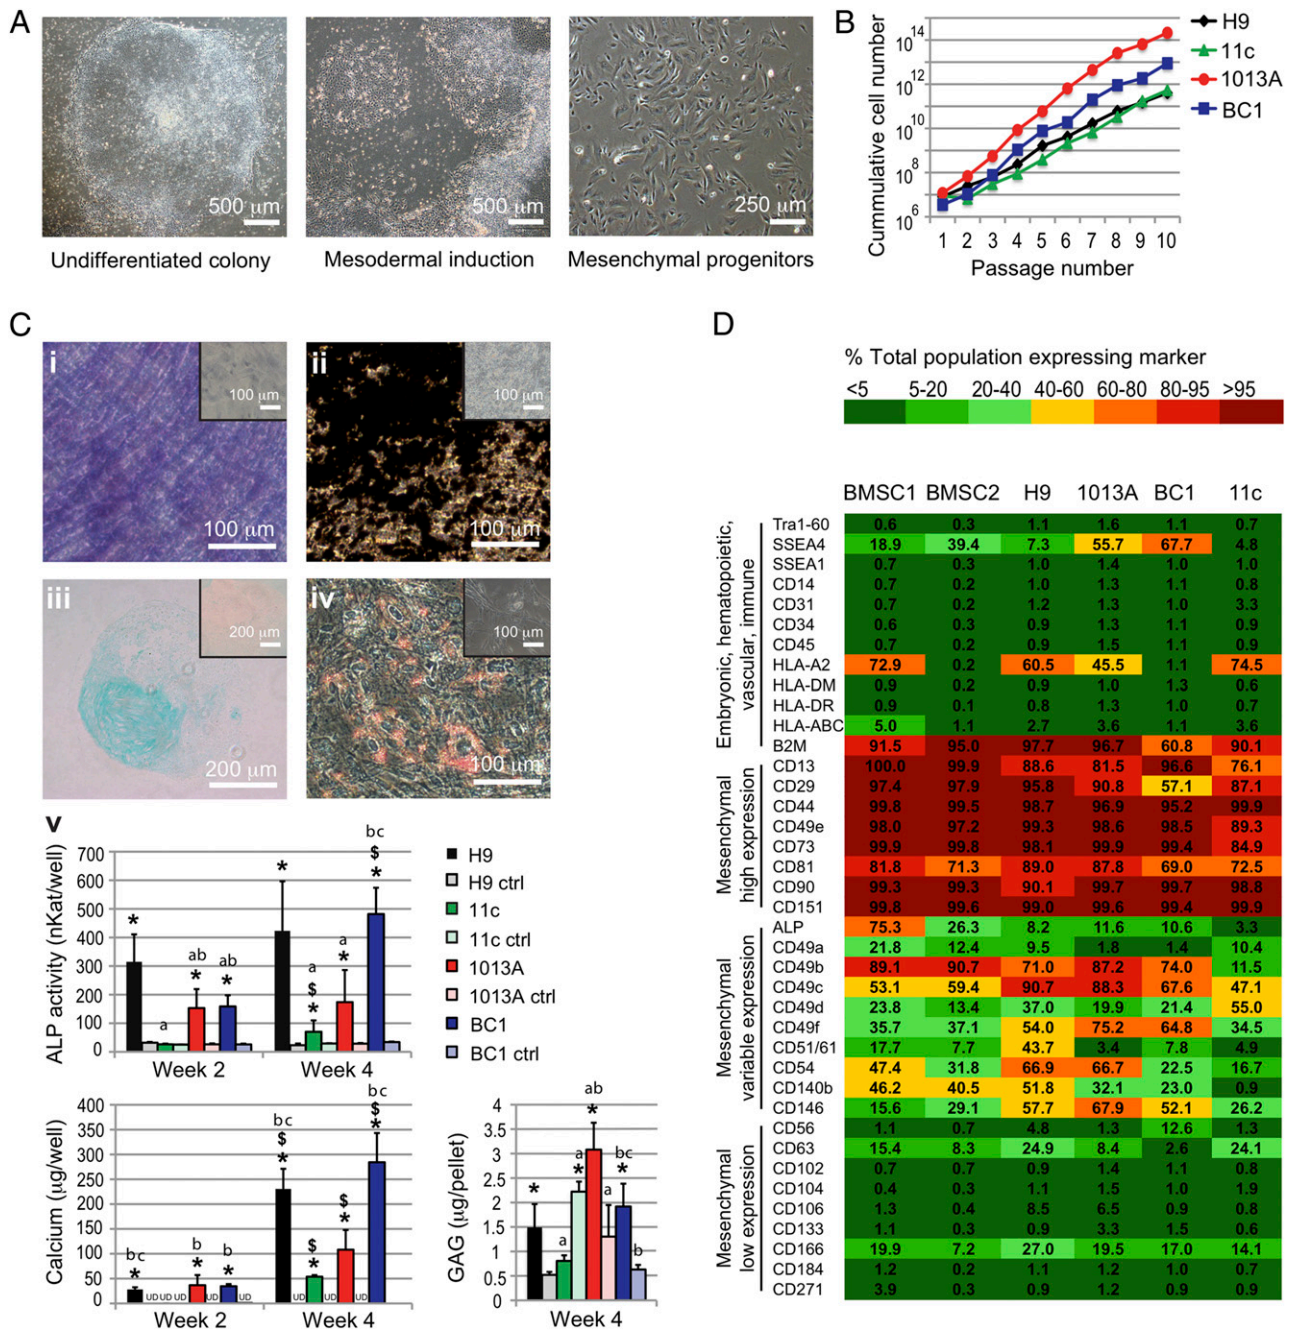 A
500 μm
500 μm
250 μm
Undifferentiated colony
Mesodermal induction
Mesenchymal progenitors
B
Cummulative cell number
10^14
10^12
10^10
10^8
10^6
1 2 3 4 5 6 7 8 9 10
Passage number
H9
11c
1013A
BC1
C
i
100 μm
100 μm
ii
100 μm
100 μm
iii
200 μm
200 μm
iv
100 μm
100 μm
v
ALP activity (nKat/well)
700
600
500
400
300
200
100
0
*
a
ab
*
ab
*
*
a
$
*
a
*
bc
$
*
Week 2 Week 4
H9
H9 ctrl
11c
11c ctrl
1013A
1013A ctrl
BC1
BC1 ctrl
Calcium (μg/well)
400
350
300
250
200
150
100
50
0
bc
*
UD UD UD
b
*
UD
b
*
UD
bc
$
*
UD
$
*
UD
$
*
UD
bc
$
*
UD
Week 2 Week 4
GAG (μg/pellet)
4
3.5
3
2.5
2
1.5
1
0.5
0
*
a
a
*
ab
*
a
bc
*
b
Week 4
D
% Total population expressing marker
<5 5-20 20-40 40-60 60-80 80-95 >95
BMSC1 BMSC2 H9 1013A BC1 11c
Embryonic, hematopoietic,
vascular, immune
Tra1-60 0.6 0.3 1.1 1.6 1.1 0.7
SSEA4 18.9 39.4 7.3 55.7 67.7 4.8
SSEA1 0.7 0.3 1.0 1.4 1.0 1.0
CD14 0.7 0.2 1.0 1.3 1.1 0.8
CD31 0.7 0.2 1.2 1.3 1.0 3.3
CD34 0.6 0.3 0.9 1.3 1.1 0.9
CD45 0.7 0.2 0.9 1.5 1.1 0.9
HLA-A2 72.9 0.2 60.5 45.5 1.1 74.5
HLA-DM 0.9 0.2 0.9 1.0 1.3 0.6
HLA-DR 0.9 0.1 0.8 1.3 1.0 0.7
HLA-ABC 5.0 1.1 2.7 3.6 1.1 3.6
B2M 91.5 95.0 97.7 96.7 60.8 90.1
Mesenchymal
high expression
CD13 100.0 99.9 88.6 81.5 96.6 76.1
CD29 97.4 97.9 95.8 90.8 57.1 87.1
CD44 99.8 99.5 98.7 96.9 95.2 99.9
CD49e 98.0 97.2 99.3 98.6 98.5 89.3
CD73 99.9 99.8 98.1 99.9 99.4 84.9
CD81 81.8 71.3 89.0 87.8 69.0 72.5
CD90 99.3 99.3 90.1 99.7 99.7 98.8
CD151 99.8 99.6 99.0 99.6 99.4 99.9
Mesenchymal
variable expression
ALP 75.3 26.3 8.2 11.6 10.6 3.3
CD49a 21.8 12.4 9.5 1.8 1.4 10.4
CD49b 89.1 90.7 71.0 87.2 74.0 11.5
CD49c 53.1 59.4 90.7 88.3 67.6 47.1
CD49d 23.8 13.4 37.0 19.9 21.4 55.0
CD49f 35.7 37.1 54.0 75.2 64.8 34.5
CD51/61 17.7 7.7 43.7 3.4 7.8 4.9
CD54 47.4 31.8 66.9 66.7 22.5 16.7
CD140b 46.2 40.5 51.8 32.1 23.0 0.9
CD146 15.6 29.1 57.7 67.9 52.1 26.2
Mesenchymal
low expression
CD56 1.1 0.7 4.8 1.3 12.6 1.3
CD63 15.4 8.3 24.9 8.4 2.6 24.1
CD102 0.7 0.7 0.9 1.4 1.1 0.8
CD104 0.4 0.3 1.1 1.5 1.0 1.9
CD106 1.3 0.4 8.5 6.5 0.9 0.8
CD133 1.1 0.3 0.9 3.3 1.5 0.6
CD166 19.9 7.2 27.0 19.5 17.0 14.1
CD184 1.2 0.2 1.1 1.2 1.0 0.7
CD271 3.9 0.3 0.9 1.2 0.9 0.9